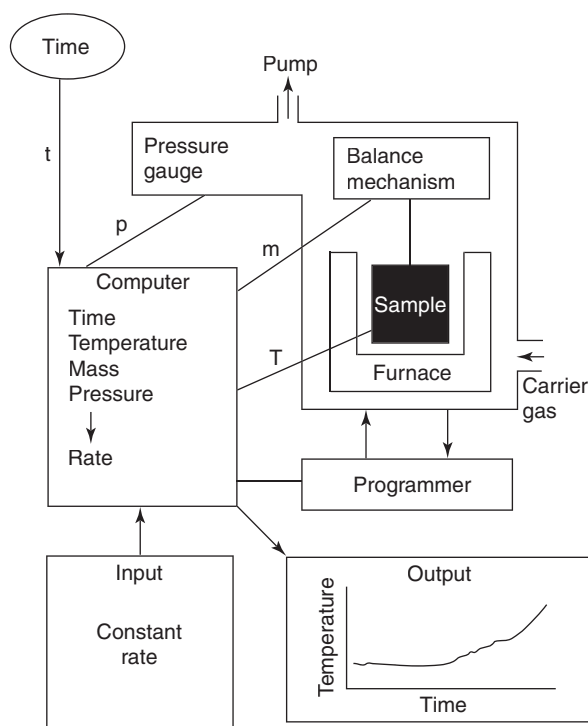 Time
Pump
t
Pressure
gauge
Balance
mechanism
p
m
Computer
Time
Temperature
Mass
Pressure
Rate
Sample
T
Furnace
Carrier
gas
Programmer
Input
Constant
rate
Output
Temperature
Time